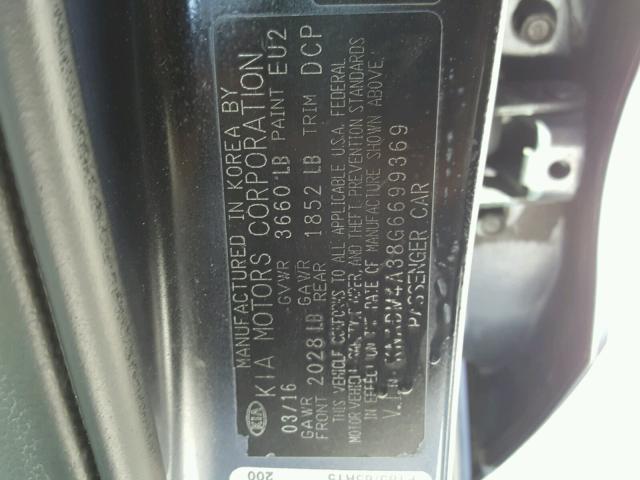 MANUFACTURED IN KOREA BY
KIA KIA MOTORS CORPORATION
03/16 GVWR 3660 LB PAINT EU2
GAWR FRONT 2028 LB GAWR REAR 1852 LB TRIM DCP
THIS VEHICLE CONFORMS TO ALL APPLICABLE U.S.A. FEDERAL
MOTOR VEHICLE SAFETY, BUMPER, AND THEFT PREVENTION STANDARDS
IN EFFECT ON THE DATE OF MANUFACTURE SHOWN ABOVE.
V.I.N: KNADM4A38G6699369
PASSENGER CAR
200